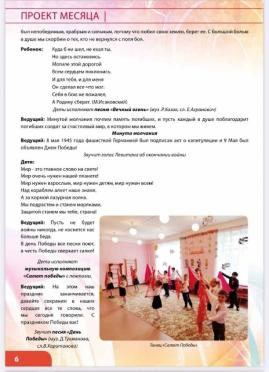 ПРОЕКТ МЕСЯЦА
был непобедимым, храбрым и сильным, потому что любил свою землю, берег ее. С большой болью
в душе мы скорбим о тех, кто не вернулся с поля боя.
Ребенок: Куда б ни шел, не ехал ты,
Но здесь остановись
Могиле этой дорогой
Всем сердцем поклонись
И для тебя, и для меня
Он сделал все что мог:
Себя в бою не пожалел,
А Родину сберег. (М.Исаковский)
Дети исполняют песня «Вечный огонь»
Ведущий: Минутой молчания почтим память погибших, и пусть каждый в душе поблагодарит
погибших солдат за счастливый мир, в котором мы живем.
Минута молчания
Ведущий: 8 мая 1945 года фашистской Германией был подписан акт о капитуляции и 9 Мая был
объявлен Днем Победы!
Звучит голос Левитана об окончании войны
Дети:
Мир - это главное слово на свете!
Мир очень нужен нашей планете!
Мир нужен взрослым, мир нужен детям, мир нужен всем!
Над кораблем алеет наше знамя,
А за кормой лазурная волна.
Мы подрастем и станем моряками,
Защитой станем мы тебе, страна!
Ведущий: Пусть не будет
войны никогда, не коснется нас
больше беда.
В день Победы все песни поют,
в честь Победы сверкает салют!
Дети исполняют
музыкальную композицию
«Салют победы»
Ведущий: На этом наш
праздник заканчивается,
давайте сохраним в наших
сердцах все те слова, что
мы сегодня говорили. С
праздником Победы вас!
Звучит песня «День
Победы» (муз. Д.Тухманова,
сл.В.Харитонова)
Танец «Салют Победы»
6